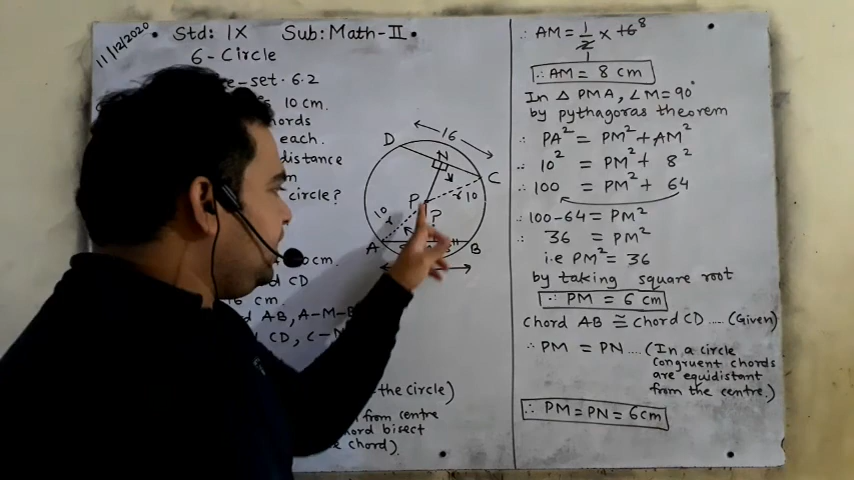 11/12/2020
Std: IX Sub: Math-II
6-Circle
-set. 6.2
10 cm.
each.
distance
circle?
cm.
CD
cm.
AB, A-M-B
CD, C-
the circle)
from centre
chord bisect
chord).
16
D
N
C
P
r 10
10
r
P
?
A
B
∴ AM = 1/2 x 16 8
1
∴ AM = 8 cm
In △ PMA, ∠M = 90°
by pythagoras theorem
∴ PA² = PM² + AM²
∴ 10² = PM² + 8²
∴ 100 = PM² + 64
∴ 100-64 = PM²
∴ 36 = PM²
i.e PM² = 36
by taking square root
∴ PM = 6 cm
Chord AB ≅ Chord CD .... (Given)
∴ PM = PN .... (In a circle
congruent chords
are equidistant
from the centre.)
∴ PM = PN = 6cm